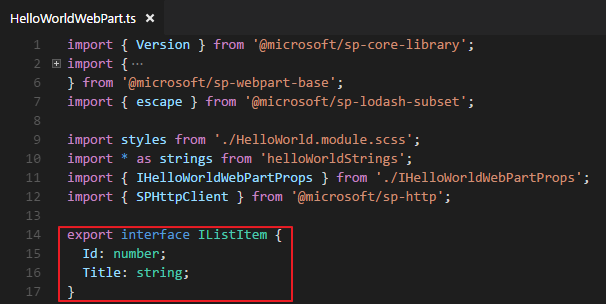 HelloWorldWebPart.ts ×
1 import { Version } from '@microsoft/sp-core-library';
2 import {···
6 } from '@microsoft/sp-webpart-base';
7 import { escape } from '@microsoft/sp-lodash-subset';
8
9 import styles from './HelloWorld.module.scss';
10 import * as strings from 'helloWorldStrings';
11 import { IHelloWorldWebPartProps } from './IHelloWorldWebPartProps';
12 import { SPHttpClient } from '@microsoft/sp-http';
13
14 export interface IListItem {
15 Id: number;
16 Title: string;
17 }